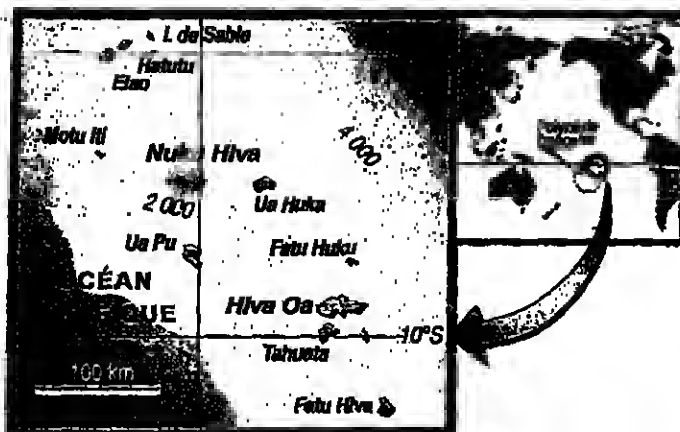 I. de Sable
Hatutu
Eiao
Motu Iti
Nu Hiva
4 000
2 000
Ua Huka
Ua Pu
Fatu Huku
CÉAN
QUE
Hiva Oa
10°S
Tahuata
100 km
Fatu Hiva